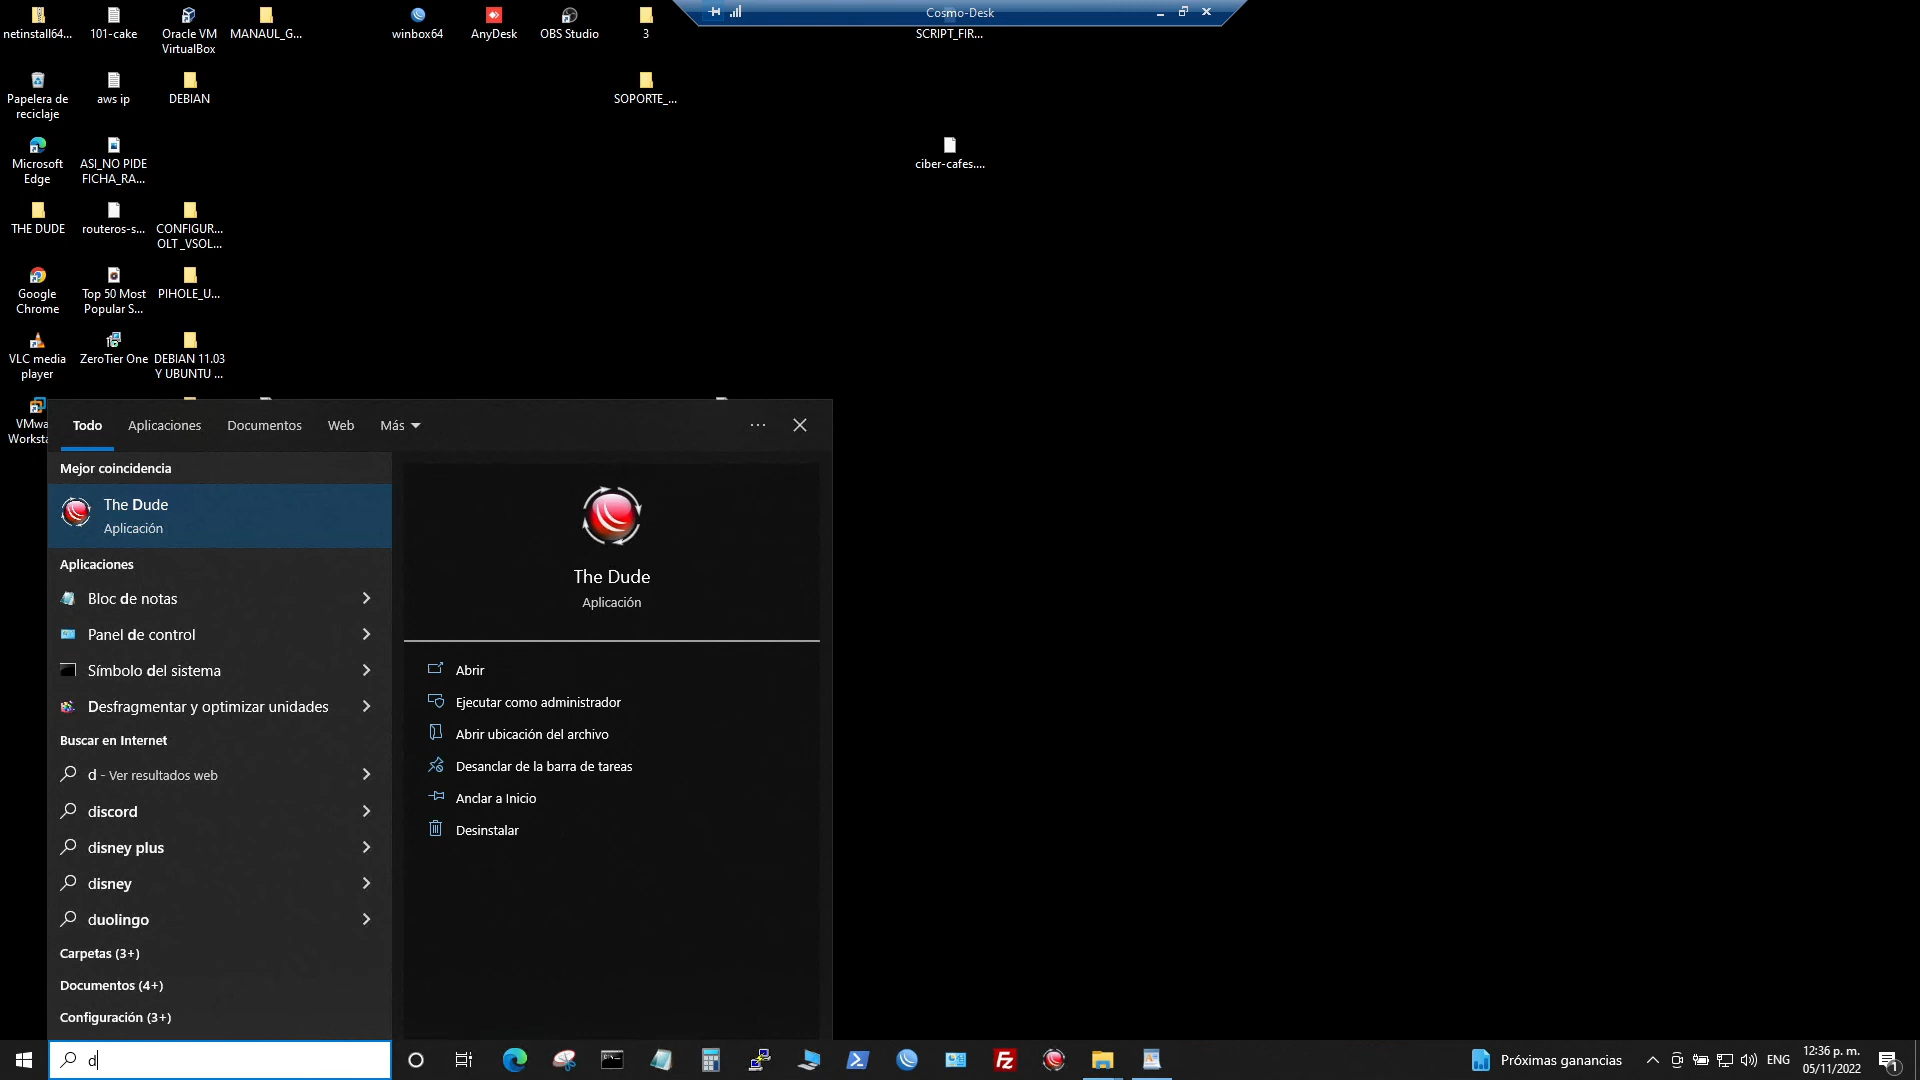 Cosmo-Desk
netinstall64...
101-cake
Oracle VM
VirtualBox
MANAUL_G...
winbox64
AnyDesk
OBS Studio
3
SCRIPT_FIR...
Papelera de
reciclaje
aws ip
DEBIAN
SOPORTE_...
Microsoft
Edge
ASI_NO PIDE
FICHA_RA...
ciber-cafes....
THE DUDE
routeros-s...
CONFIGUR...
OLT _VSOL...
Google
Chrome
Top 50 Most
Popular S...
PIHOLE_U...
VLC media
player
ZeroTier One
DEBIAN 11.03
Y UBUNTU ...
VMwa
Worksta
Todo
Aplicaciones
Documentos
Web
Más
Mejor coincidencia
The Dude
Aplicación
Aplicaciones
Bloc de notas
Panel de control
Símbolo del sistema
Desfragmentar y optimizar unidades
Buscar en Internet
d - Ver resultados web
discord
disney plus
disney
duolingo
Carpetas (3+)
Documentos (4+)
Configuración (3+)
The Dude
Aplicación
Abrir
Ejecutar como administrador
Abrir ubicación del archivo
Desanclar de la barra de tareas
Anclar a Inicio
Desinstalar
d
Próximas ganancias
ENG
12:36 p. m.
05/11/2022
1